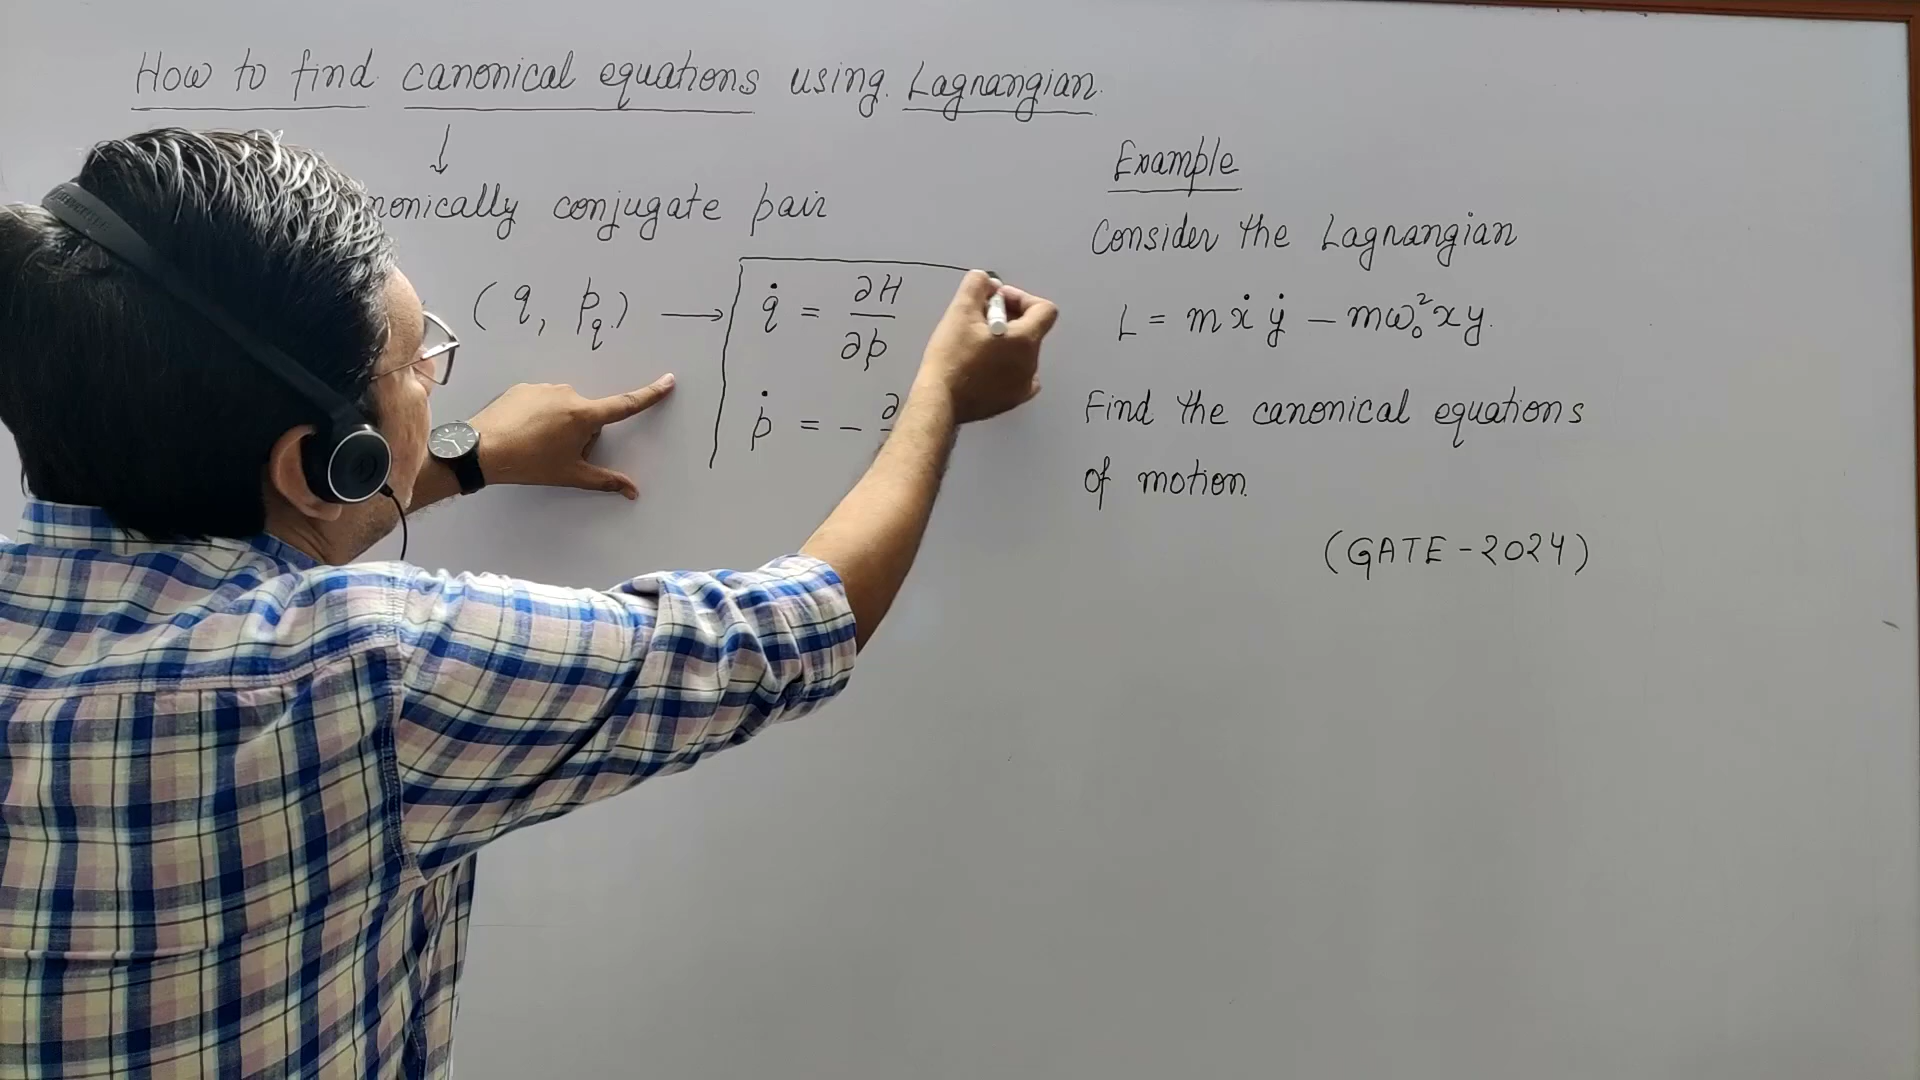 How to find canonical equations using Lagrangian.
conjugate pair
(q, p_q) → q̇ = ∂H/∂p
ṗ = - ∂
Example
Consider the Lagrangian
L = mẋẏ - mω₀²xy.
Find the canonical equations
of motion.
(GATE-2024)